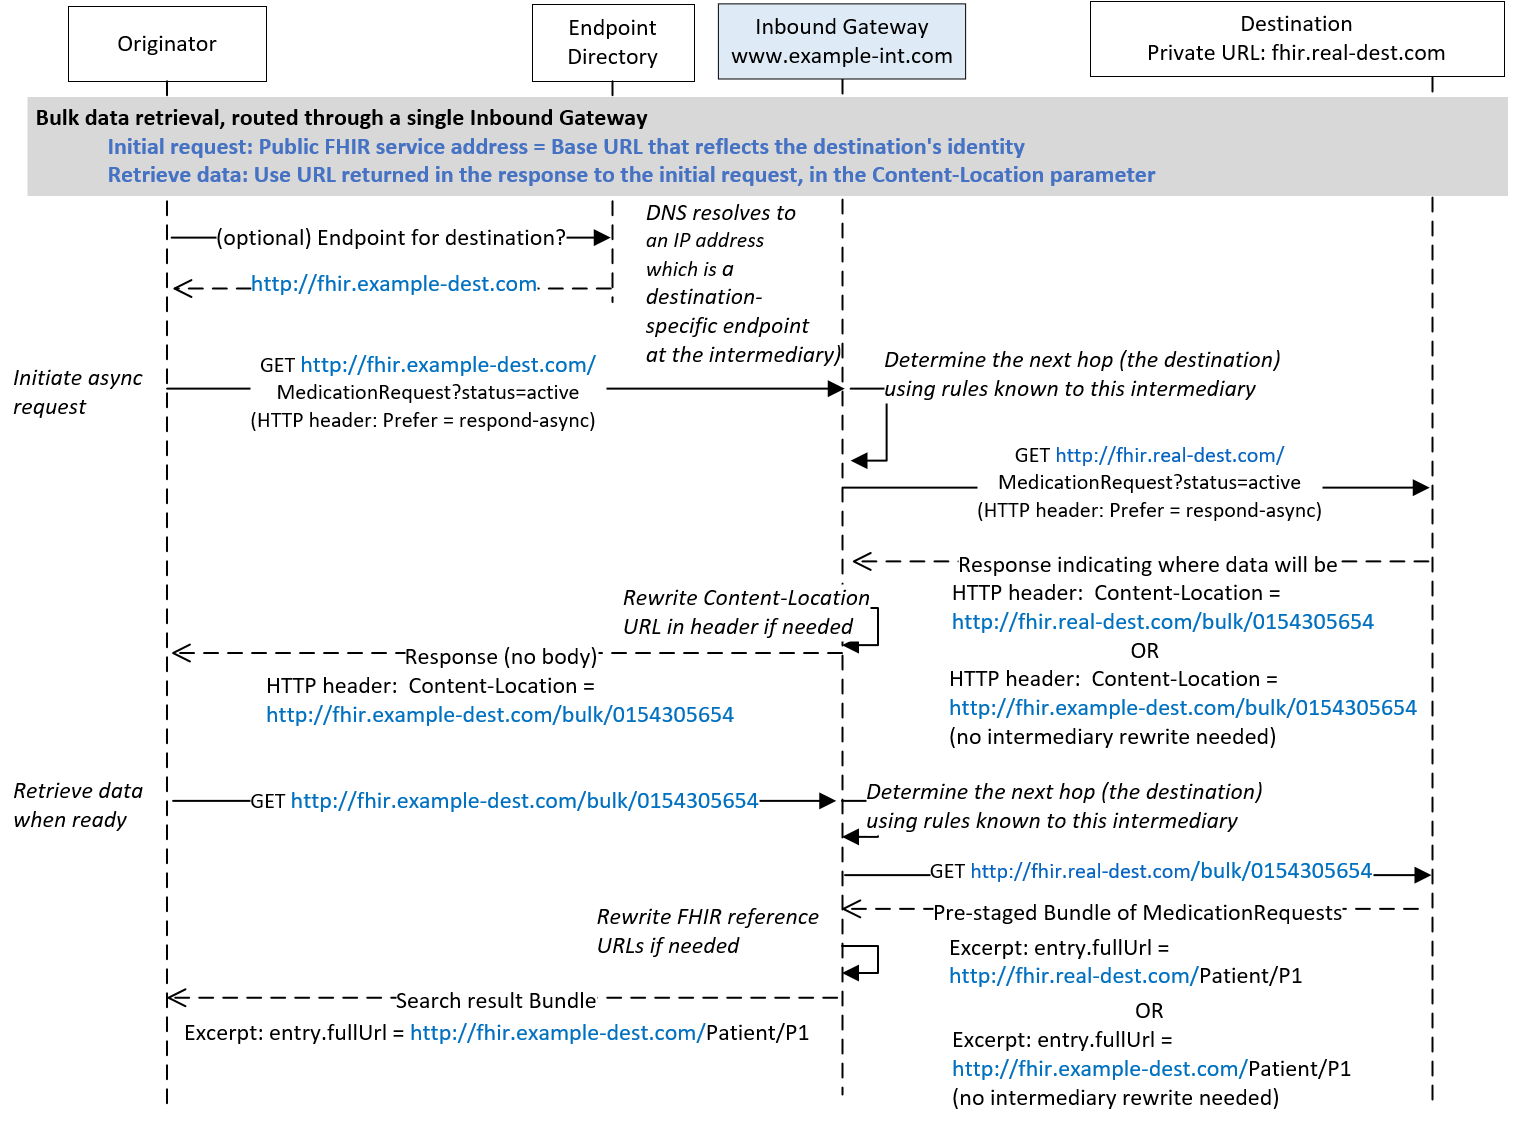 Originator
Endpoint
Directory
Inbound Gateway
www.example-int.com
Destination
Private URL: fhir.real-dest.com
Bulk data retrieval, routed through a single Inbound Gateway
Initial request: Public FHIR service address = Base URL that reflects the destination's identity
Retrieve data: Use URL returned in the response to the initial request, in the Content-Location parameter
(optional) Endpoint for destination?
http://fhir.example-dest.com
DNS resolves to
an IP address
which is a
destination-
specific endpoint
at the intermediary)
Initiate async
request
GET http://fhir.example-dest.com/
MedicationRequest?status=active
(HTTP header: Prefer = respond-async)
Determine the next hop (the destination)
using rules known to this intermediary
GET http://fhir.real-dest.com/
MedicationRequest?status=active
(HTTP header: Prefer = respond-async)
Response indicating where data will be
HTTP header:  Content-Location =
http://fhir.real-dest.com/bulk/0154305654
OR
HTTP header:  Content-Location =
http://fhir.example-dest.com/bulk/0154305654
(no intermediary rewrite needed)
Rewrite Content-Location
URL in header if needed
Response (no body)
HTTP header:  Content-Location =
http://fhir.example-dest.com/bulk/0154305654
Retrieve data
when ready
GET http://fhir.example-dest.com/bulk/0154305654
Determine the next hop (the destination)
using rules known to this intermediary
GET http://fhir.real-dest.com/bulk/0154305654
Pre-staged Bundle of MedicationRequests
Excerpt: entry.fullUrl =
http://fhir.real-dest.com/Patient/P1
OR
Excerpt: entry.fullUrl =
http://fhir.example-dest.com/Patient/P1
(no intermediary rewrite needed)
Rewrite FHIR reference
URLs if needed
Search result Bundle
Excerpt: entry.fullUrl = http://fhir.example-dest.com/Patient/P1